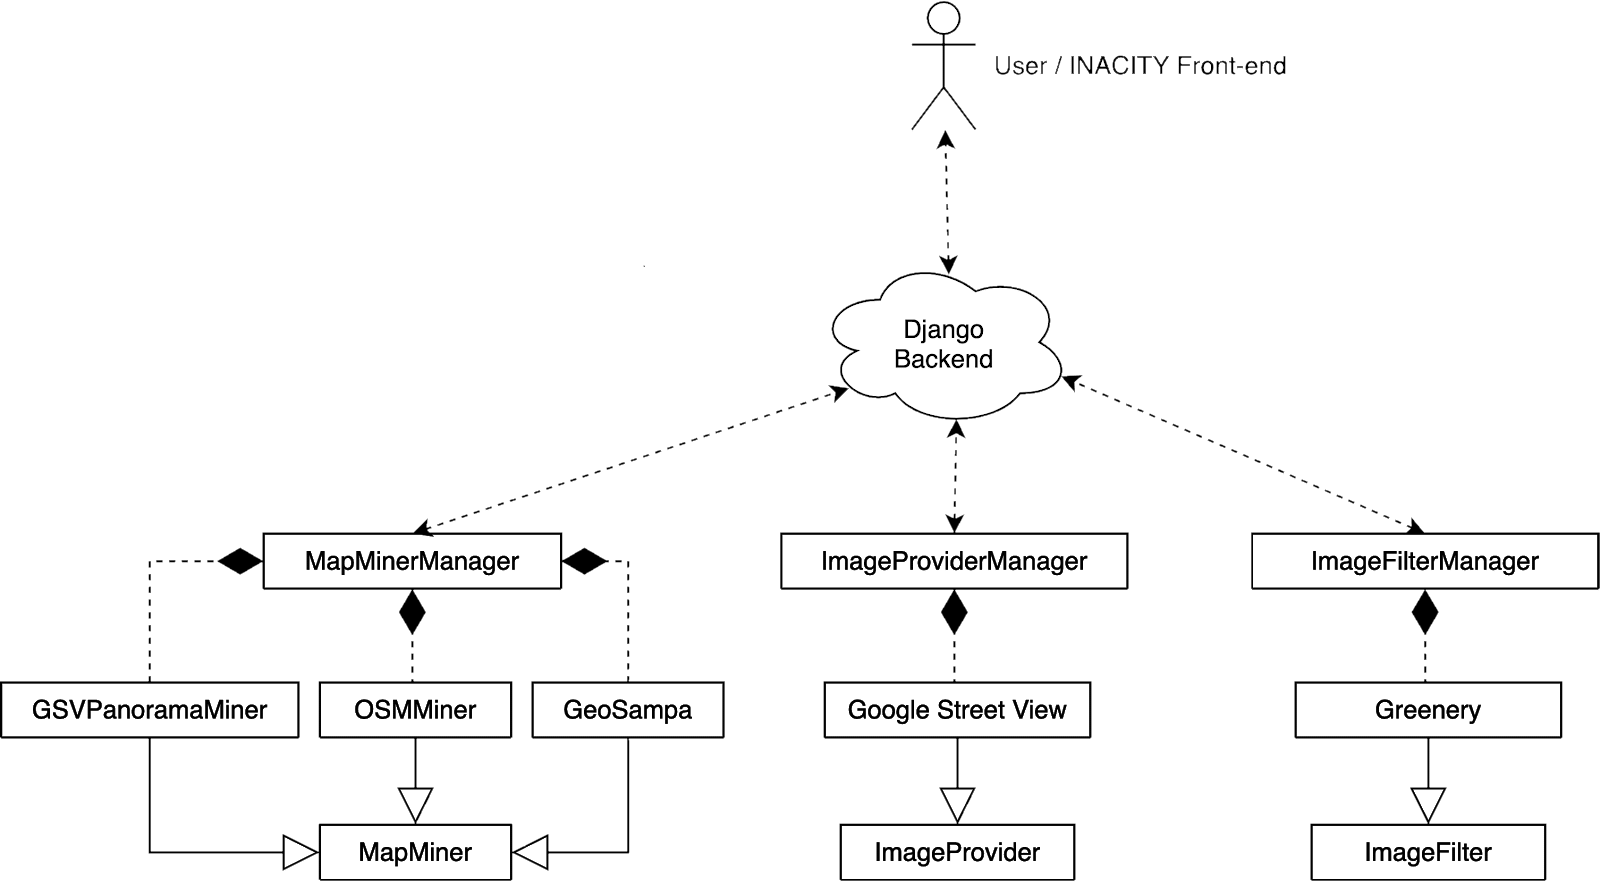 User / INACITY Front-end
Django
Backend
MapMinerManager
ImageProviderManager
ImageFilterManager
GSVPanoramaMiner
OSMMiner
GeoSampa
Google Street View
Greenery
MapMiner
ImageProvider
ImageFilter